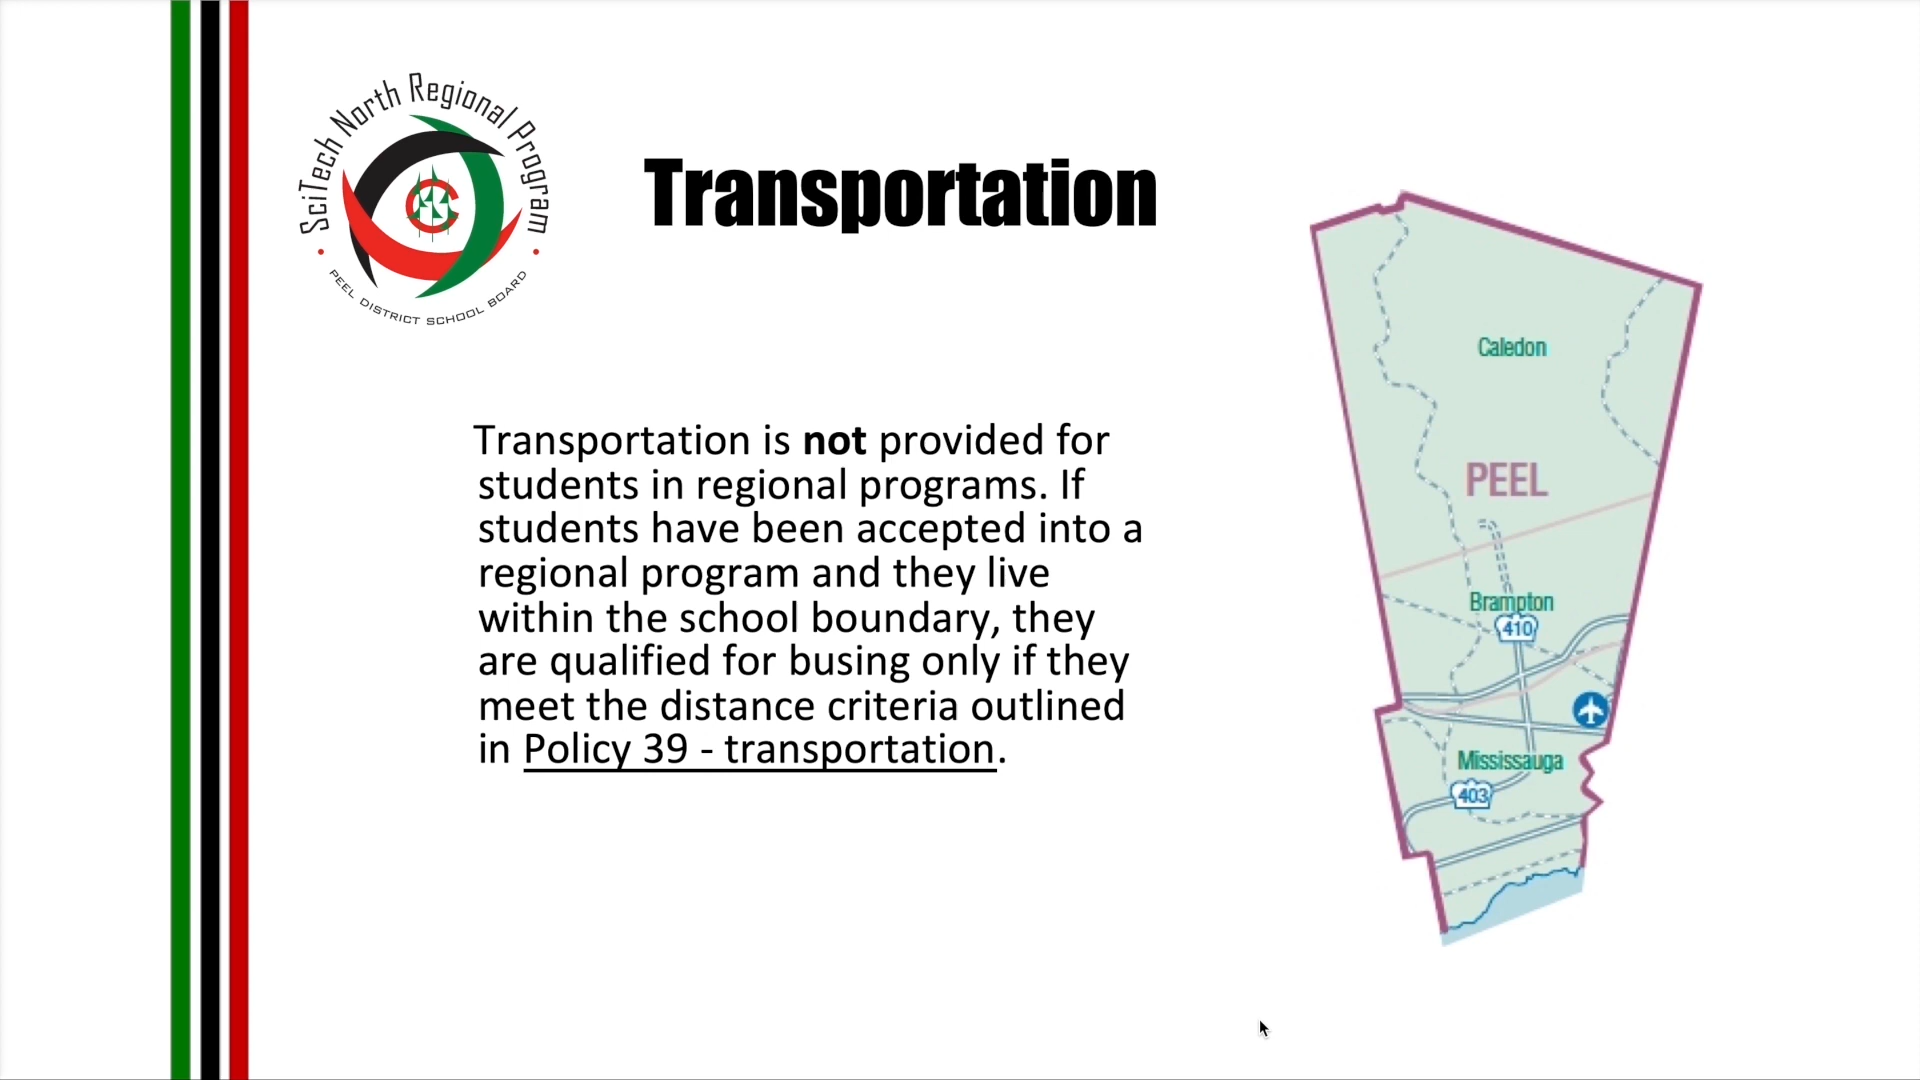 SciTech North Regional Program
PEEL DISTRICT SCHOOL BOARD
Transportation
Transportation is not provided for
students in regional programs. If
students have been accepted into a
regional program and they live
within the school boundary, they
are qualified for busing only if they
meet the distance criteria outlined
in Policy 39 - transportation.
Caledon
PEEL
Brampton
410
Mississauga
403